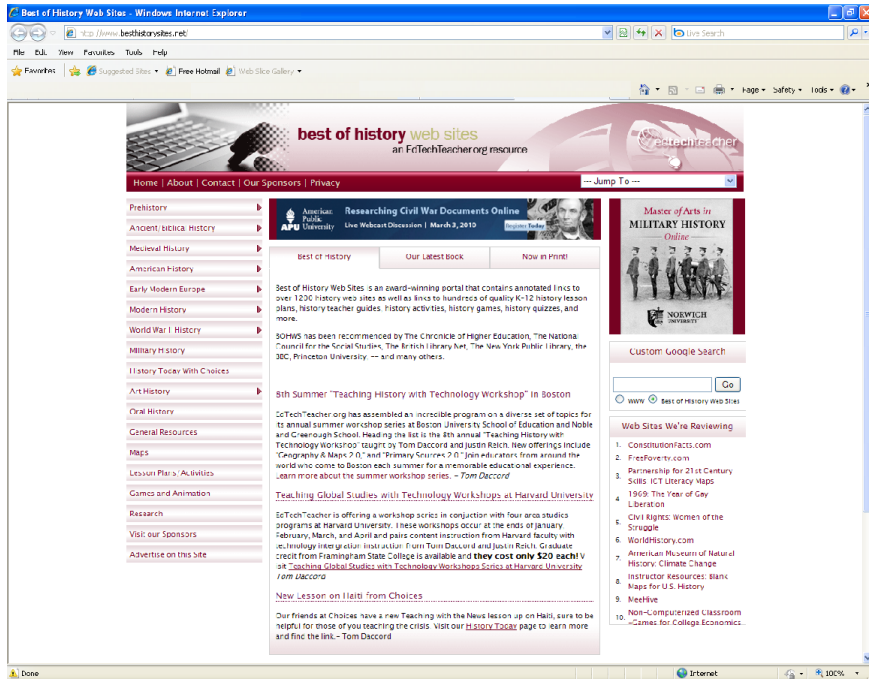 Best of History Web Sites - Windows Internet Explorer
http://www.besthistorysites.net/
Live Search
File Edit View Favorites Tools Help
Favorites Suggested Sites Free Hotmail Web Slice Gallery
Page Safety Tools
best of history web sites
an EdTechTeacher.org resource
edtechteacher
Home | About | Contact | Our Sponsors | Privacy
--- Jump To ---
Prehistory
Ancient/Biblical History
Medieval History
American History
Early Modern Europe
Modern History
World War II History
Military History
History Today With Choices
Art History
Oral History
General Resources
Maps
Lesson Plans/Activities
Games and Animation
Research
Visit our Sponsors
Advertise on this Site
American Public University
APU
Researching Civil War Documents Online
Live Webcast Discussion | March 3, 2010
Register Today
Best of History
Our Latest Book
Now in Print!
Best of History Web Sites is an award-winning portal that contains annotated links to
over 1200 history web sites as well as links to hundreds of quality K-12 history lesson
plans, history teacher guides, history activities, history games, history quizzes, and
more.
BOHWS has been recommended by The Chronicle of Higher Education, The National
Council for the Social Studies, The British Library Net, The New York Public Library, the
BBC, Princeton University, -- and many others.
8th Summer "Teaching History with Technology Workshop" in Boston
EdTechTeacher.org has assembled an incredible program on a diverse set of topics for
its annual summer workshop series at Boston University School of Education and Noble
and Greenough School. Heading the list is the 8th annual "Teaching History with
Technology Workshop" taught by Tom Daccord and Justin Reich. New offerings include
"Geography & Maps 2.0," and "Primary Sources 2.0." Join educators from around the
world who come to Boston each summer for a memorable educational experience.
Learn more about the summer workshop series. - Tom Daccord
Teaching Global Studies with Technology Workshops at Harvard University
EdTechTeacher is offering a workshop series in conjuction with four area studies
programs at Harvard University. These workshops occur at the ends of January,
February, March, and April and pairs content instruction from Harvard faculty with
technology intergration instruction from Tom Daccord and Justin Reich. Graduate
credit from Framingham State College is available and they cost only $20 each! V
isit Teaching Global Studies with Technology Workshops Series at Harvard University
Tom Daccord
New Lesson on Haiti from Choices
Our friends at Choices have a new Teaching with the News lesson up on Haiti, sure to be
helpful for those of you teaching the crisis. Visit our History Today page to learn more
and find the link.- Tom Daccord
Master of Arts in
MILITARY HISTORY
Online
NORWICH
UNIVERSITY
Custom Google Search
Go
WWW Best of History Web Sites
Web Sites We're Reviewing
1. ConstitutionFacts.com
2. FreePoverty.com
3. Partnership for 21st Century
Skills ICT Literacy Maps
4. 1969: The Year of Gay
Liberation
5. Civil Rights: Women of the
Struggle
6. WorldHistory.com
7. American Museum of Natural
History: Climate Change
8. Instructor Resources: Blank
Maps for U.S. History
9. MeeHive
10. Non-Computerized Classroom
-Games for College Economics
Done
Internet
100%